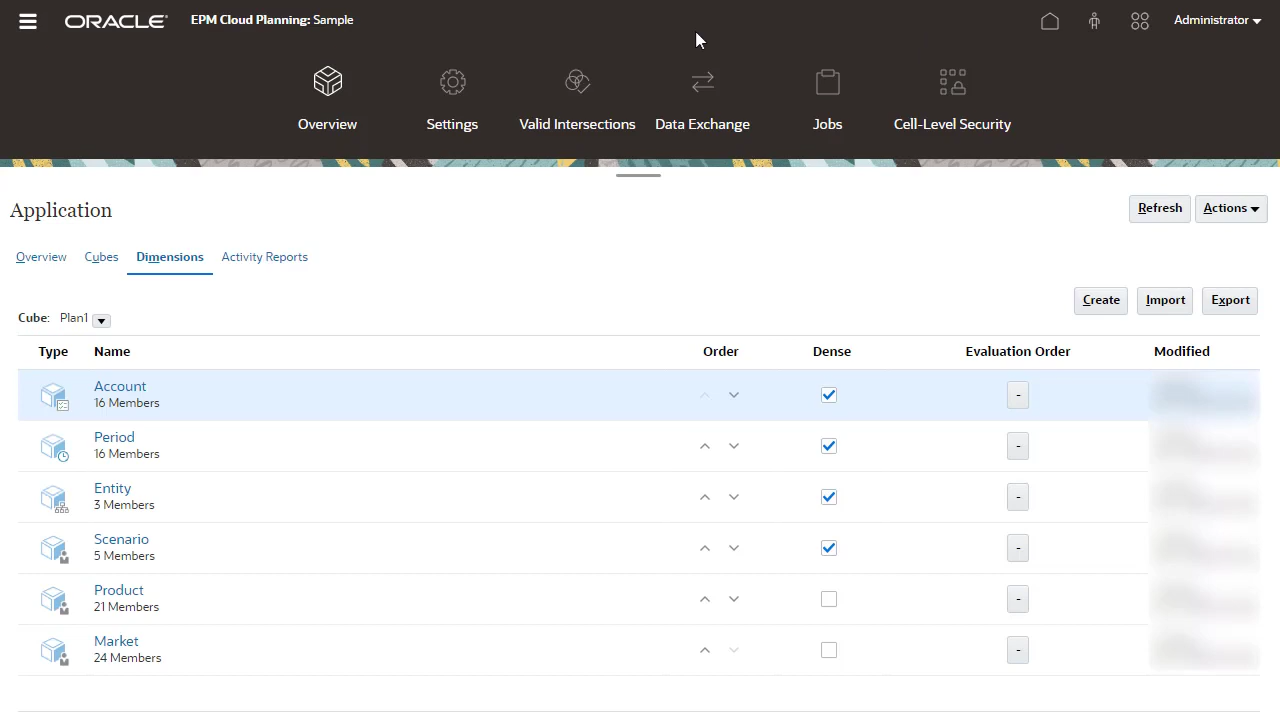 ORACLE® EPM Cloud Planning: Sample Administrator
Overview Settings Valid Intersections Data Exchange Jobs Cell-Level Security
Application Refresh Actions
Overview Cubes Dimensions Activity Reports
Create Import Export
Cube: Plan1
Type Name Order Dense Evaluation Order Modified
Account
16 Members
-
Period
16 Members
-
Entity
3 Members
-
Scenario
5 Members
-
Product
21 Members
-
Market
24 Members
-